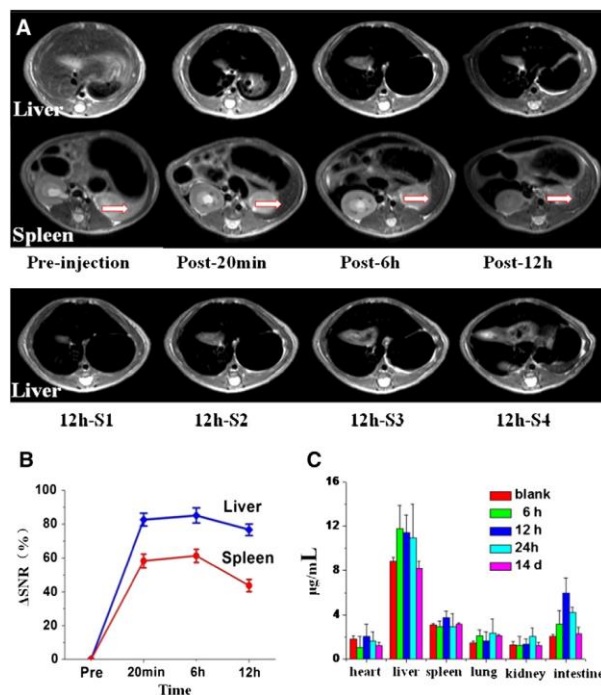 A
Liver
Spleen
Pre-injection Post-20min Post-6h Post-12h
Liver
12h-S1 12h-S2 12h-S3 12h-S4
B
ΔSNR (%)
100
80
60
40
20
0
Liver
Spleen
Pre 20min 6h 12h
Time
C
μg/mL
16
12
8
4
0
blank
6 h
12 h
24h
14 d
heart liver spleen lung kidney intestine